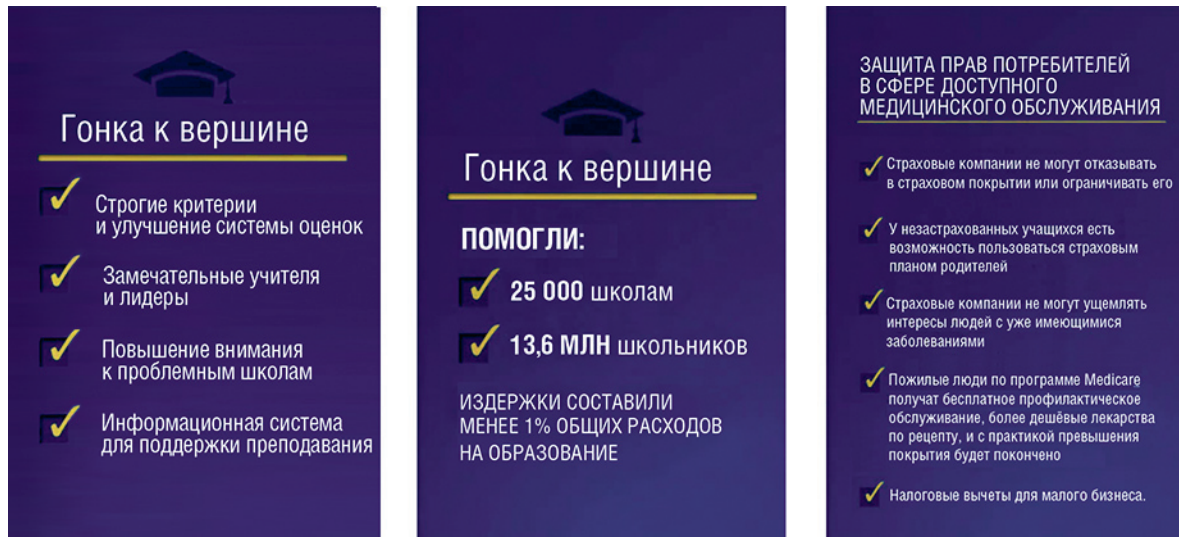 Гонка к вершине
Строгие критерии
и улучшение системы оценок
Замечательные учителя
и лидеры
Повышение внимания
к проблемным школам
Информационная система
для поддержки преподавания
Гонка к вершине
ПОМОГЛИ:
25 000 школам
13,6 МЛН школьников
ИЗДЕРЖКИ СОСТАВИЛИ
МЕНЕЕ 1% ОБЩИХ РАСХОДОВ
НА ОБРАЗОВАНИЕ
ЗАЩИТА ПРАВ ПОТРЕБИТЕЛЕЙ
В СФЕРЕ ДОСТУПНОГО
МЕДИЦИНСКОГО ОБСЛУЖИВАНИЯ
Страховые компании не могут отказывать
в страховом покрытии или ограничивать его
У незастрахованных учащихся есть
возможность пользоваться страховым
планом родителей
Страховые компании не могут ущемлять
интересы людей с уже имеющимися
заболеваниями
Пожилые люди по программе Medicare
получат бесплатное профилактическое
обслуживание, более дешёвые лекарства
по рецепту, и с практикой превышения
покрытия будет покончено
Налоговые вычеты для малого бизнеса.